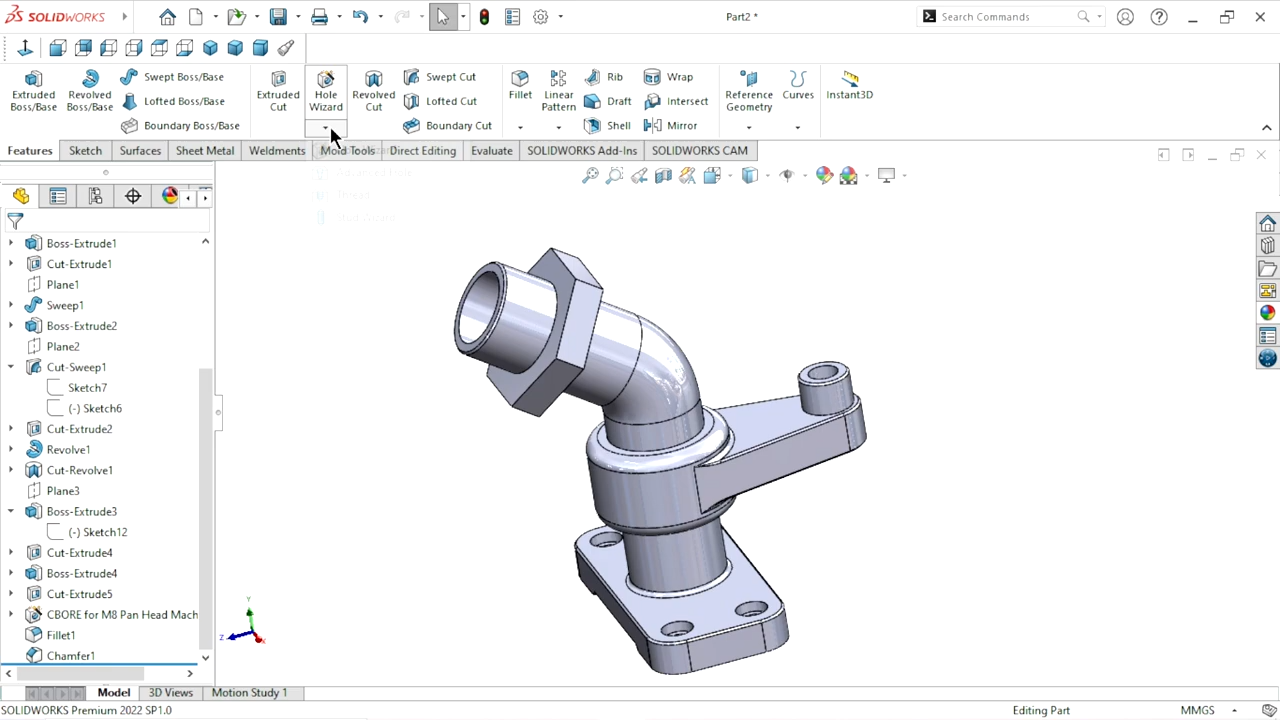 SOLIDWORKS
Part2 *
Search Commands
Extruded Boss/Base
Revolved Boss/Base
Swept Boss/Base
Lofted Boss/Base
Boundary Boss/Base
Extruded Cut
Hole Wizard
Revolved Cut
Swept Cut
Lofted Cut
Boundary Cut
Fillet
Linear Pattern
Rib
Draft
Shell
Wrap
Intersect
Mirror
Reference Geometry
Curves
Instant3D
Features
Sketch
Surfaces
Sheet Metal
Weldments
Mold Tools
Direct Editing
Evaluate
SOLIDWORKS Add-Ins
SOLIDWORKS CAM
Boss-Extrude1
Cut-Extrude1
Plane1
Sweep1
Boss-Extrude2
Plane2
Cut-Sweep1
Sketch7
(-) Sketch6
Cut-Extrude2
Revolve1
Cut-Revolve1
Plane3
Boss-Extrude3
(-) Sketch12
Cut-Extrude4
Boss-Extrude4
Cut-Extrude5
CBORE for M8 Pan Head Mach
Fillet1
Chamfer1
Y
Z
Model
3D Views
Motion Study 1
SOLIDWORKS Premium 2022 SP1.0
Editing Part
MMGS